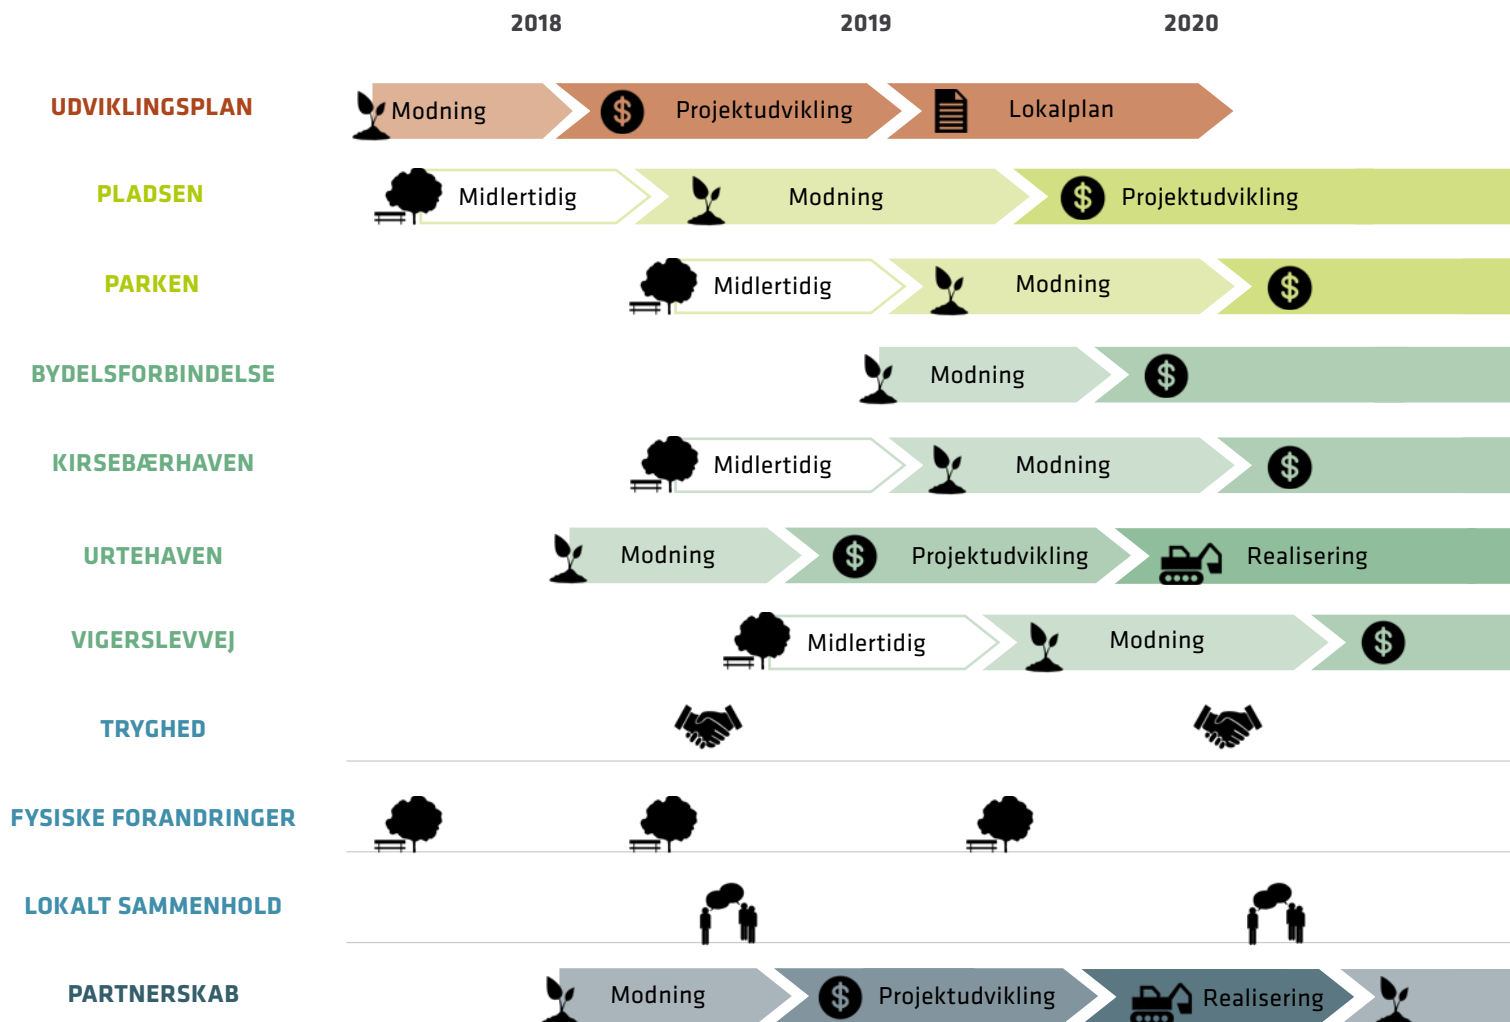 2018 2019 2020
UDVIKLINGSPLAN Modning $ Projektudvikling Lokalplan
PLADSEN Midlertidig Modning $ Projektudvikling
PARKEN Midlertidig Modning $
BYDELSFORBINDELSE Modning $
KIRSEBÆRHAVEN Midlertidig Modning $
URTEHAVEN Modning $ Projektudvikling Realisering
VIGERSLEVVEJ Midlertidig Modning $
TRYGHED
FYSISKE FORANDRINGER
LOKALT SAMMENHOLD
PARTNERSKAB Modning $ Projektudvikling Realisering